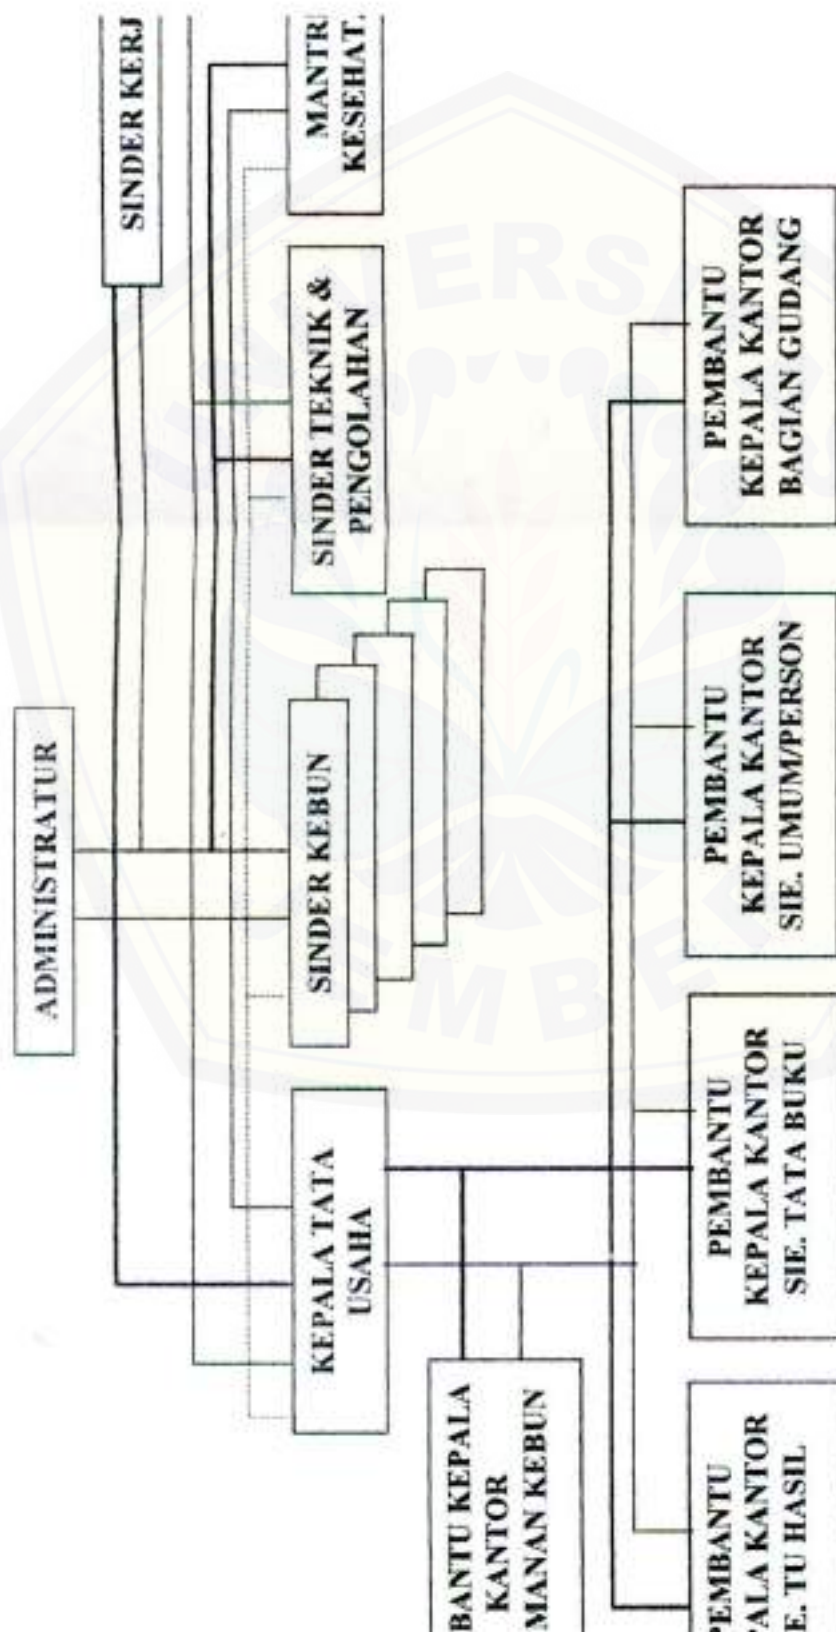 ADMINISTRATUR
SINDER KERJ
KEPALA TATA
USAHA
SINDER KEBUN
SINDER TEKNIK &
PENGOLAHAN
MANTR
KESEHAT.
BANTU KEPALA
KANTOR
MANAN KEBUN
PEMBANTU
PALA KANTOR
E. TU HASIL
PEMBANTU
KEPALA KANTOR
SIE. TATA BUKU
PEMBANTU
KEPALA KANTOR
SIE. UMUM/PERSON
PEMBANTU
KEPALA KANTOR
BAGIAN GUDANG